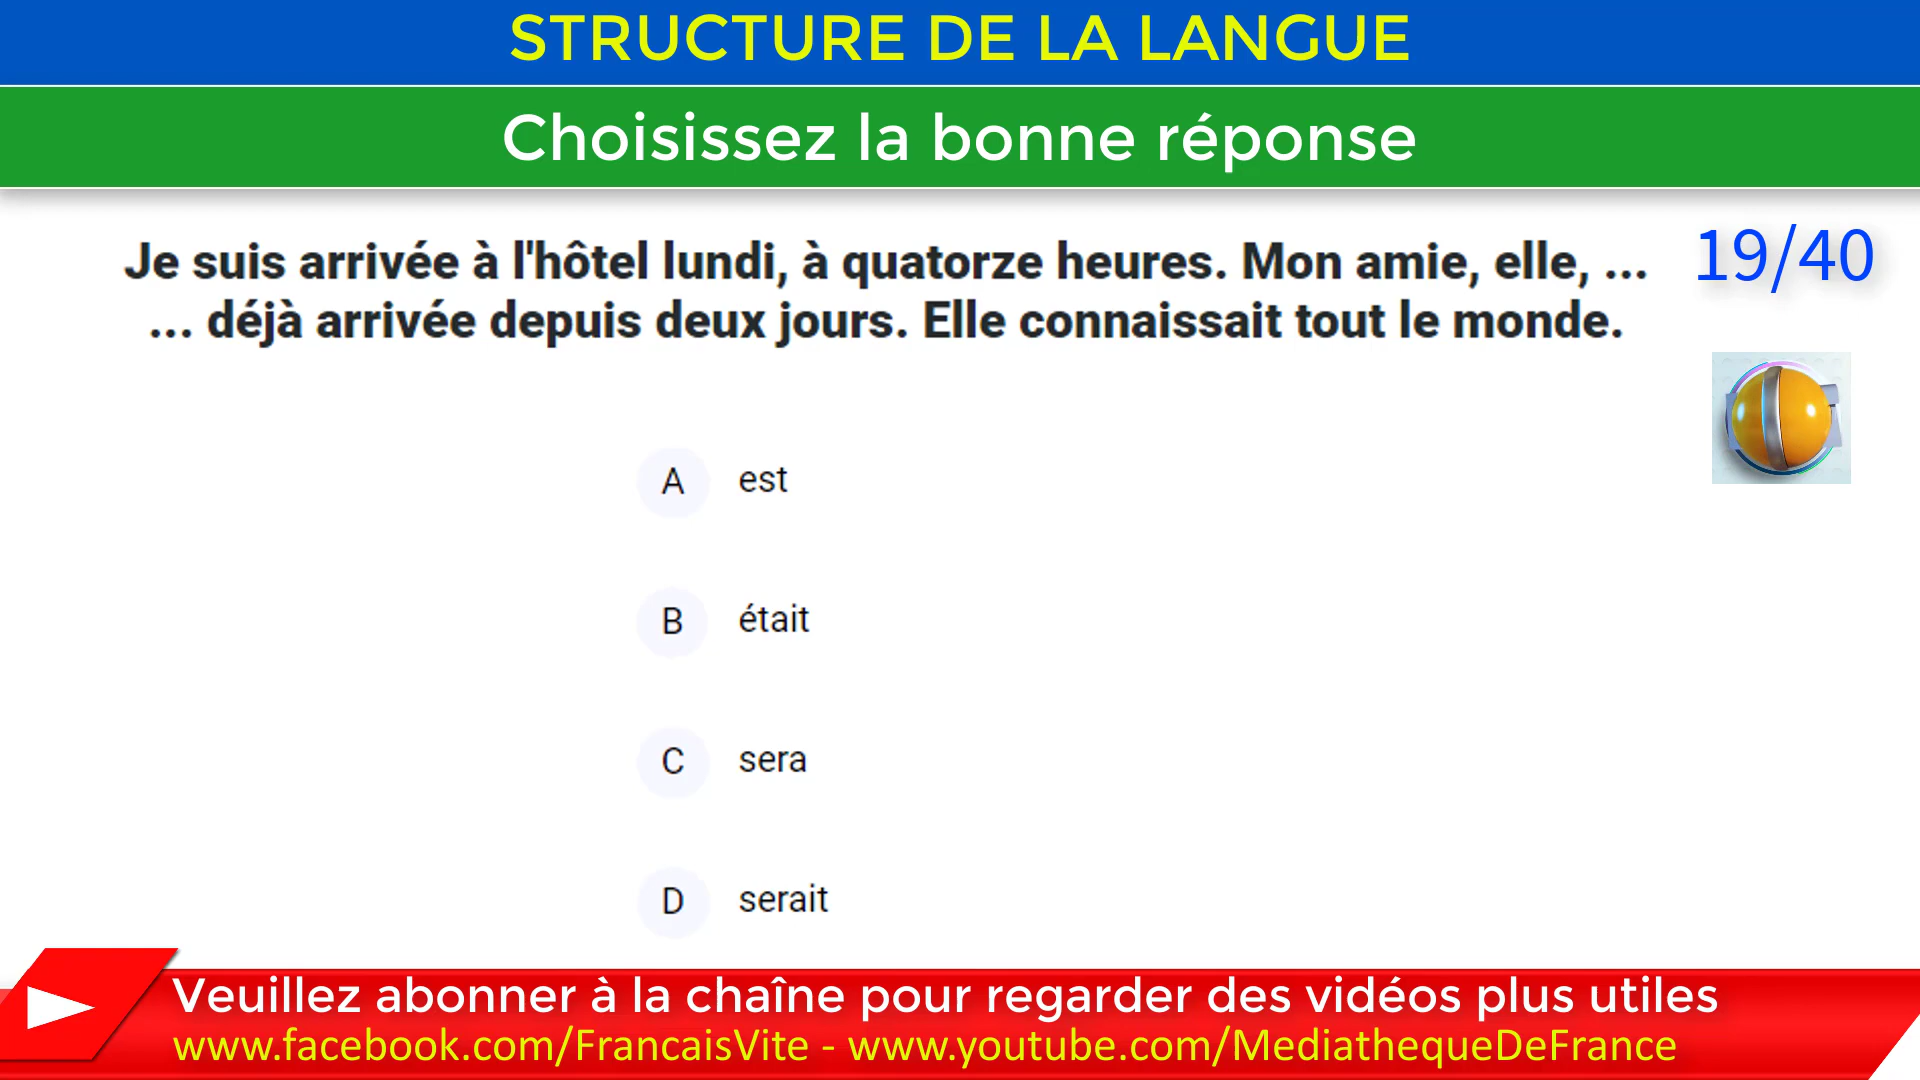 STRUCTURE DE LA LANGUE
Choisissez la bonne réponse
Je suis arrivée à l'hôtel lundi, à quatorze heures. Mon amie, elle, ...
... déjà arrivée depuis deux jours. Elle connaissait tout le monde.
19/40
A est
B était
C sera
D serait
Veuillez abonner à la chaîne pour regarder des vidéos plus utiles
www.facebook.com/FrancaisVite - www.youtube.com/MediathequeDeFrance